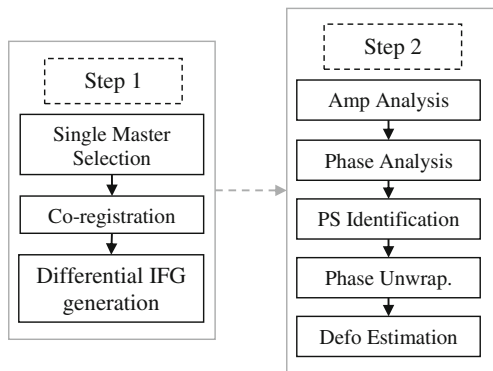 Step 1
Single Master
Selection
Co-registration
Differential IFG
generation
Step 2
Amp Analysis
Phase Analysis
PS Identification
Phase Unwrap.
Defo Estimation